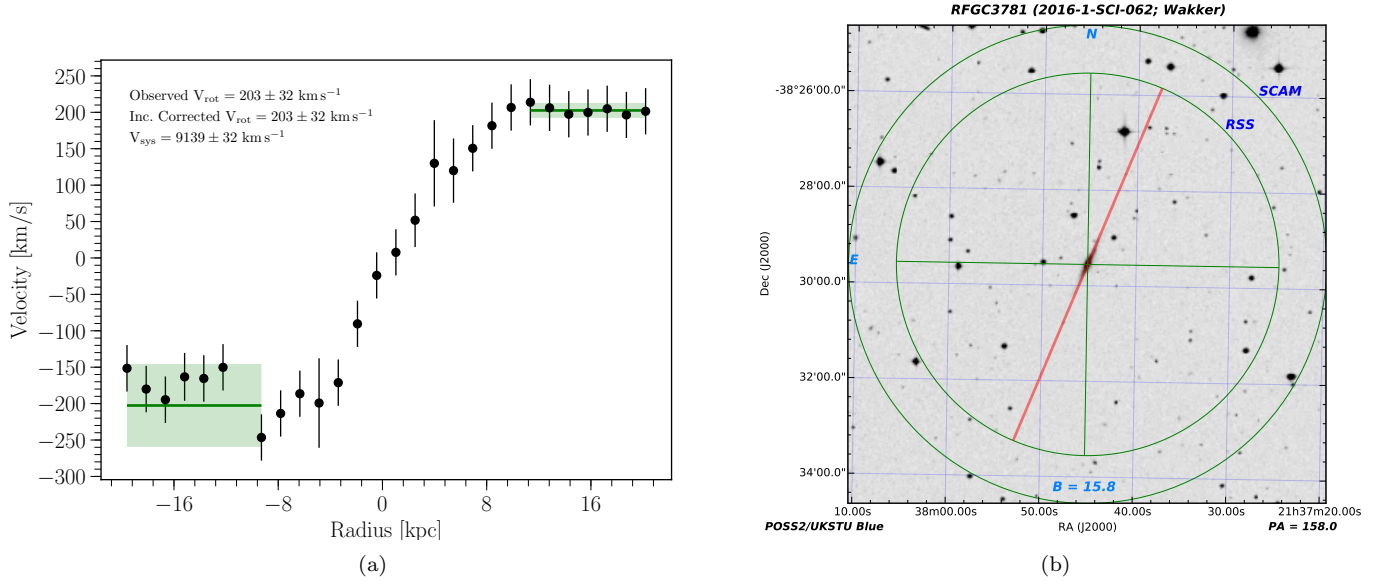 RFGC3781 (2016-1-SCI-062; Wakker)
Observed V_rot = 203 ± 32 km s⁻¹
Inc. Corrected V_rot = 203 ± 32 km s⁻¹
V_sys = 9139 ± 32 km s⁻¹
250
200
150
100
50
0
−50
−100
−150
−200
−250
−300
Velocity [km/s]
−16 −8 0 8 16
Radius [kpc]
(a)
N
SCAM
RSS
E
B = 15.8
-38°26'00.0"
28'00.0"
30'00.0"
32'00.0"
34'00.0"
Dec (J2000)
10.00s 38m00.00s 50.00s 40.00s 30.00s 21h37m20.00s
POSS2/UKSTU Blue RA (J2000) PA = 158.0
(b)